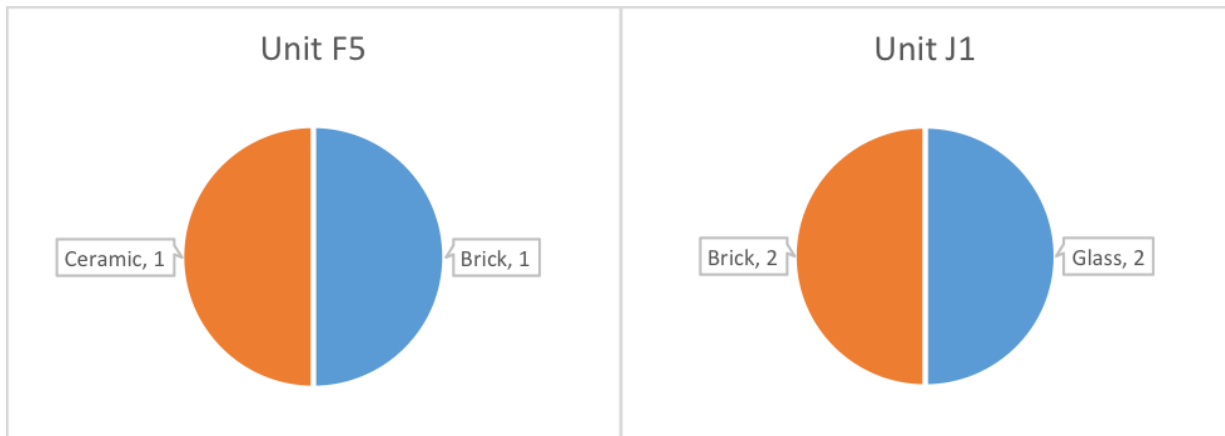 Unit F5
Ceramic, 1
Brick, 1
Unit J1
Brick, 2
Glass, 2